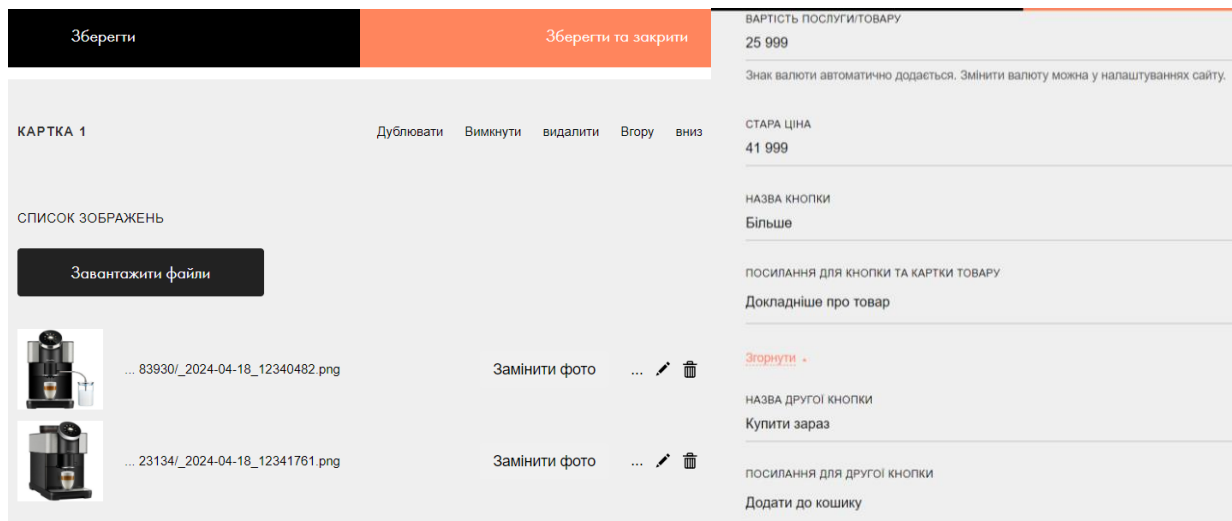 Зберегти
Зберегти та закрити
КАРТКА 1
Дублювати Вимкнути видалити Вгору вниз
СПИСОК ЗОБРАЖЕНЬ
Завантажити файли
... 83930/_2024-04-18_12340482.png Замінити фото ...
... 23134/_2024-04-18_12341761.png Замінити фото ...
ВАРТІСТЬ ПОСЛУГИ/ТОВАРУ
25 999
Знак валюти автоматично додається. Змінити валюту можна у налаштуваннях сайту.
СТАРА ЦІНА
41 999
НАЗВА КНОПКИ
Більше
ПОСИЛАННЯ ДЛЯ КНОПКИ ТА КАРТКИ ТОВАРУ
Докладніше про товар
Згорнути
НАЗВА ДРУГОЇ КНОПКИ
Купити зараз
ПОСИЛАННЯ ДЛЯ ДРУГОЇ КНОПКИ
Додати до кошику